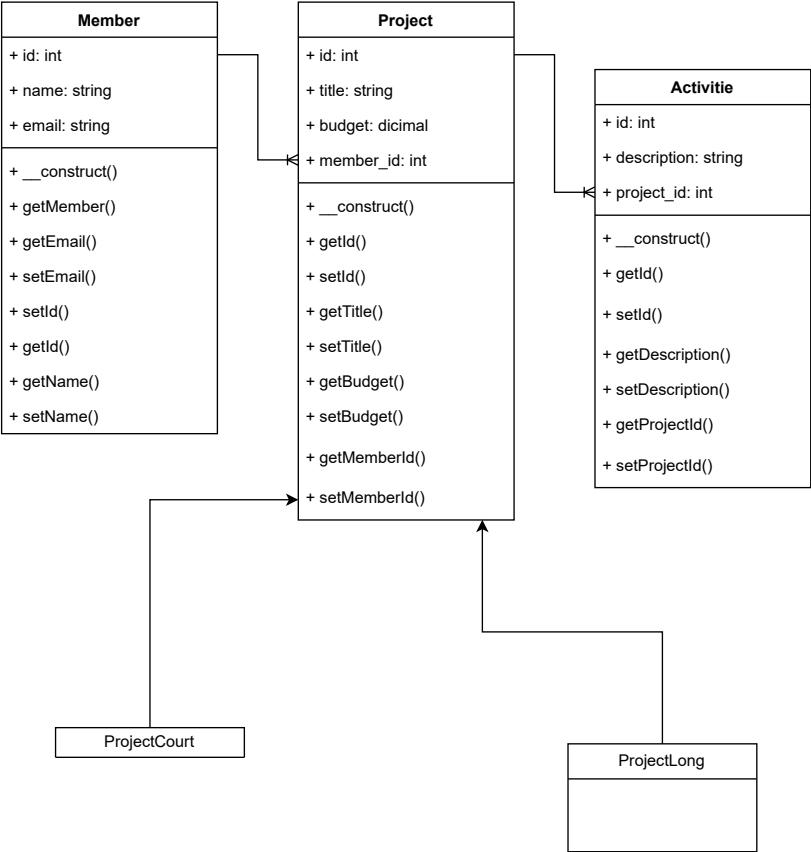 Member
+ id: int
+ name: string
+ email: string
+ __construct()
+ getMember()
+ getEmail()
+ setEmail()
+ setId()
+ getId()
+ getName()
+ setName()
Project
+ id: int
+ title: string
+ budget: dicimal
+ member_id: int
+ __construct()
+ getId()
+ setId()
+ getTitle()
+ setTitle()
+ getBudget()
+ setBudget()
+ getMemberId()
+ setMemberId()
Activitie
+ id: int
+ description: string
+ project_id: int
+ __construct()
+ getId()
+ setId()
+ getDescription()
+ setDescription()
+ getProjectId()
+ setProjectId()
ProjectCourt
ProjectLong